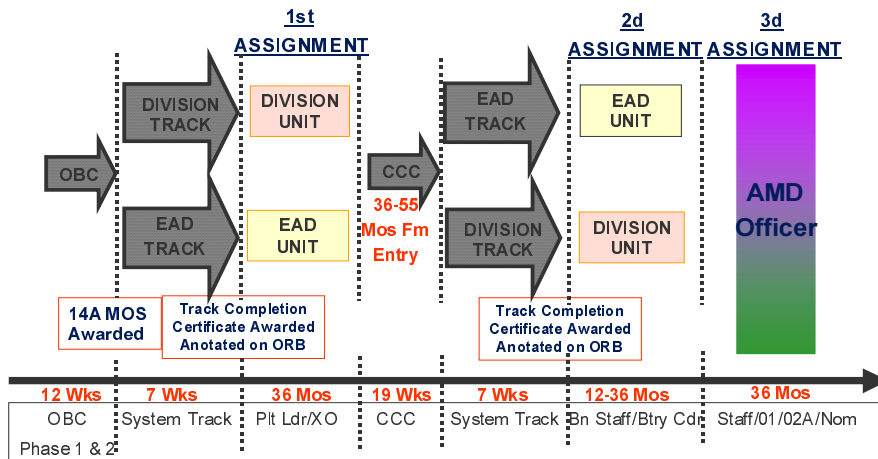 1st
ASSIGNMENT
2d
ASSIGNMENT
3d
ASSIGNMENT
DIVISION
TRACK
DIVISION
UNIT
EAD
TRACK
EAD
UNIT
OBC
CCC
36-55
Mos Fm
Entry
AMD
Officer
EAD
TRACK
EAD
UNIT
DIVISION
TRACK
DIVISION
UNIT
14A MOS
Awarded
Track Completion
Certificate Awarded
Anotated on ORB
Track Completion
Certificate Awarded
Anotated on ORB
12 Wks
7 Wks
36 Mos
19 Wks
7 Wks
12-36 Mos
36 Mos
OBC
System Track
Plt Ldr/XO
CCC
System Track
Bn Staff/Btry Cdr
Staff/01/02A/Nom
Phase 1 & 2